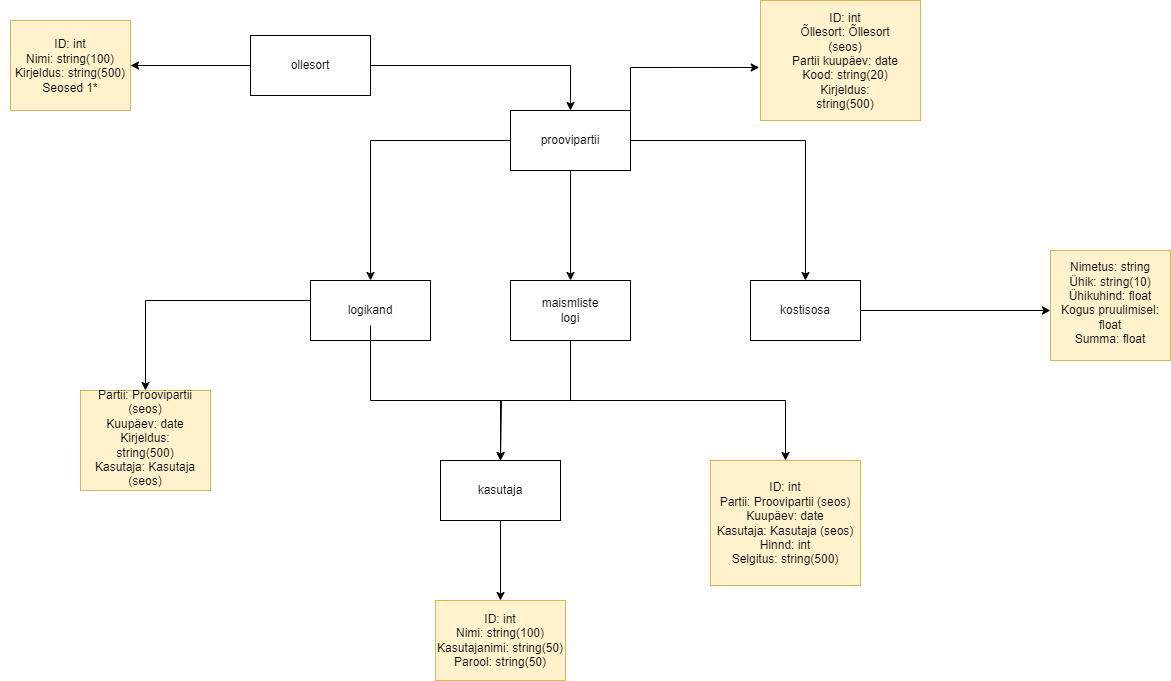 ID: int
Nimi: string(100)
Kirjeldus: string(500)
Seosed 1*
ollesort
ID: int
Õllesort: Õllesort
(seos)
Partii kuupäev: date
Kood: string(20)
Kirjeldus:
string(500)
proovipartii
logikand
maismliste
logi
kostisosa
Nimetus: string
Ühik: string(10)
Ühikuhind: float
Kogus pruulimisel:
float
Summa: float
Partii: Proovipartii
(seos)
Kuupäev: date
Kirjeldus:
string(500)
Kasutaja: Kasutaja
(seos)
kasutaja
ID: int
Partii: Proovipartii (seos)
Kuupäev: date
Kasutaja: Kasutaja (seos)
Hinnd: int
Selgitus: string(500)
ID: int
Nimi: string(100)
Kasutajanimi: string(50)
Parool: string(50)